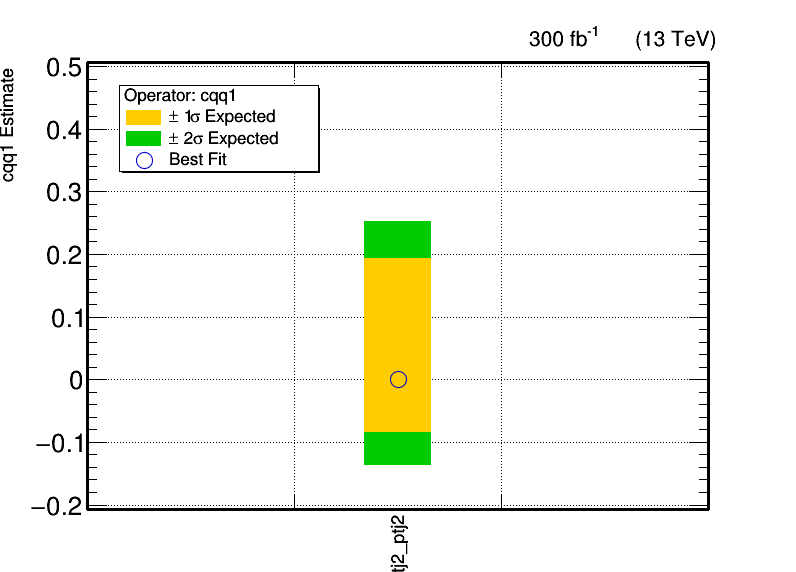 300 fb-1 (13 TeV)
cqq1 Estimate
0.5
0.4
0.3
0.2
0.1
0
−0.1
−0.2
Operator: cqq1
± 1σ Expected
± 2σ Expected
Best Fit
tj2_ptj2